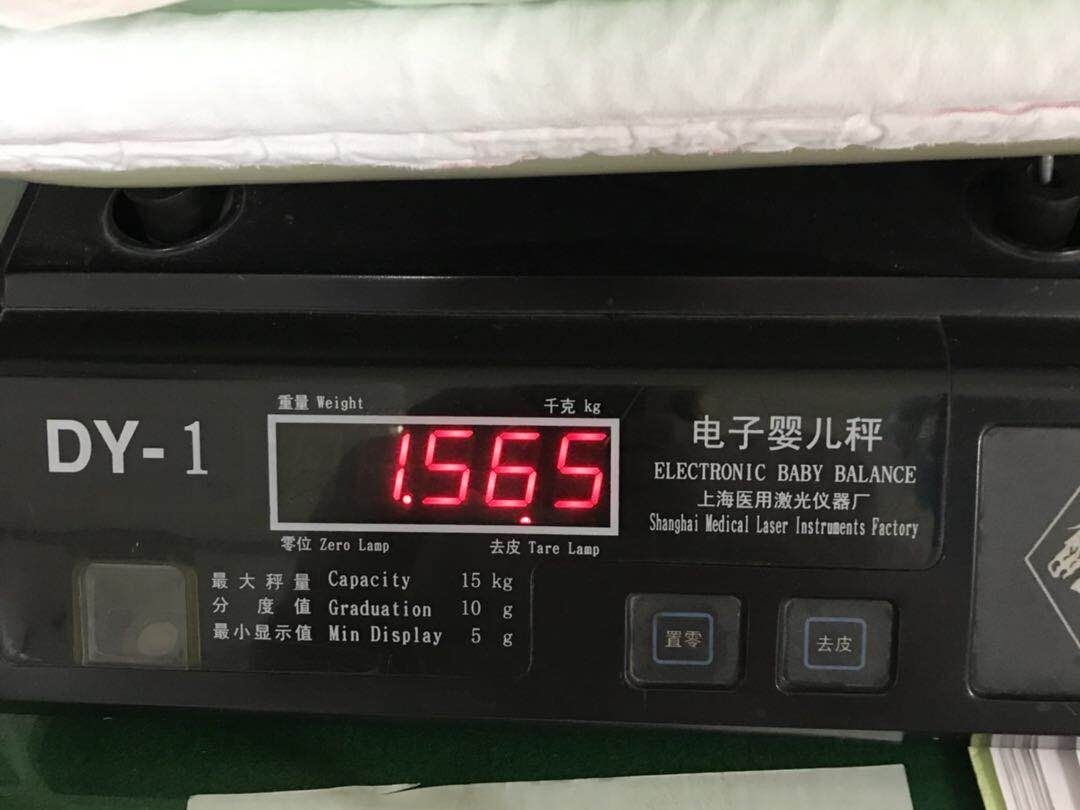 重量 Weight 千克 kg
DY-1
1.565
零位 Zero Lamp 去皮 Tare Lamp
电子婴儿秤
ELECTRONIC BABY BALANCE
上海医用激光仪器厂
Shanghai Medical Laser Instruments Factory
最大秤量 Capacity 15 kg
分度值 Graduation 10 g
最小显示值 Min Display 5 g
置零
去皮